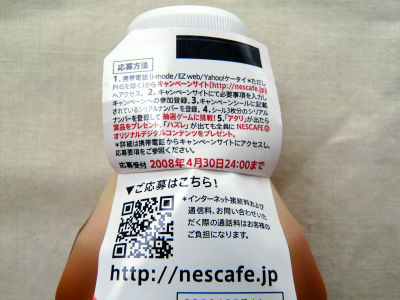 応募方法
1. 携帯電話(i-mode/EZ web/Yahoo!ケータイ*ただし
PHSを除く)から キャンペーンサイト(http://nescafe.jp)
へアクセス。2. キャンペーンサイトにて必要事項を入力し
キャンペーンへの参加登録。3. キャンペーンシールに記載
されているシリアルナンバーを登録。4. シール3枚分のシリアル
ナンバーを登録して 抽選ゲームに挑戦! 5.「アタリ」が出たら
賞品をプレゼント。「ハズレ」が出ても全員に NESCAFE
オリジナルデジタルコンテンツをプレゼント。
*詳細は携帯電話からキャンペーンサイトにアクセスし、
応募要項をご参照ください。
応募受付 2008年4月30日24:00まで
▼ご応募はこちら!
*インターネット接続料および
通信料、お問い合わせいた
だく際の通話料はお客様の
ご負担になります。
http://nescafe.jp